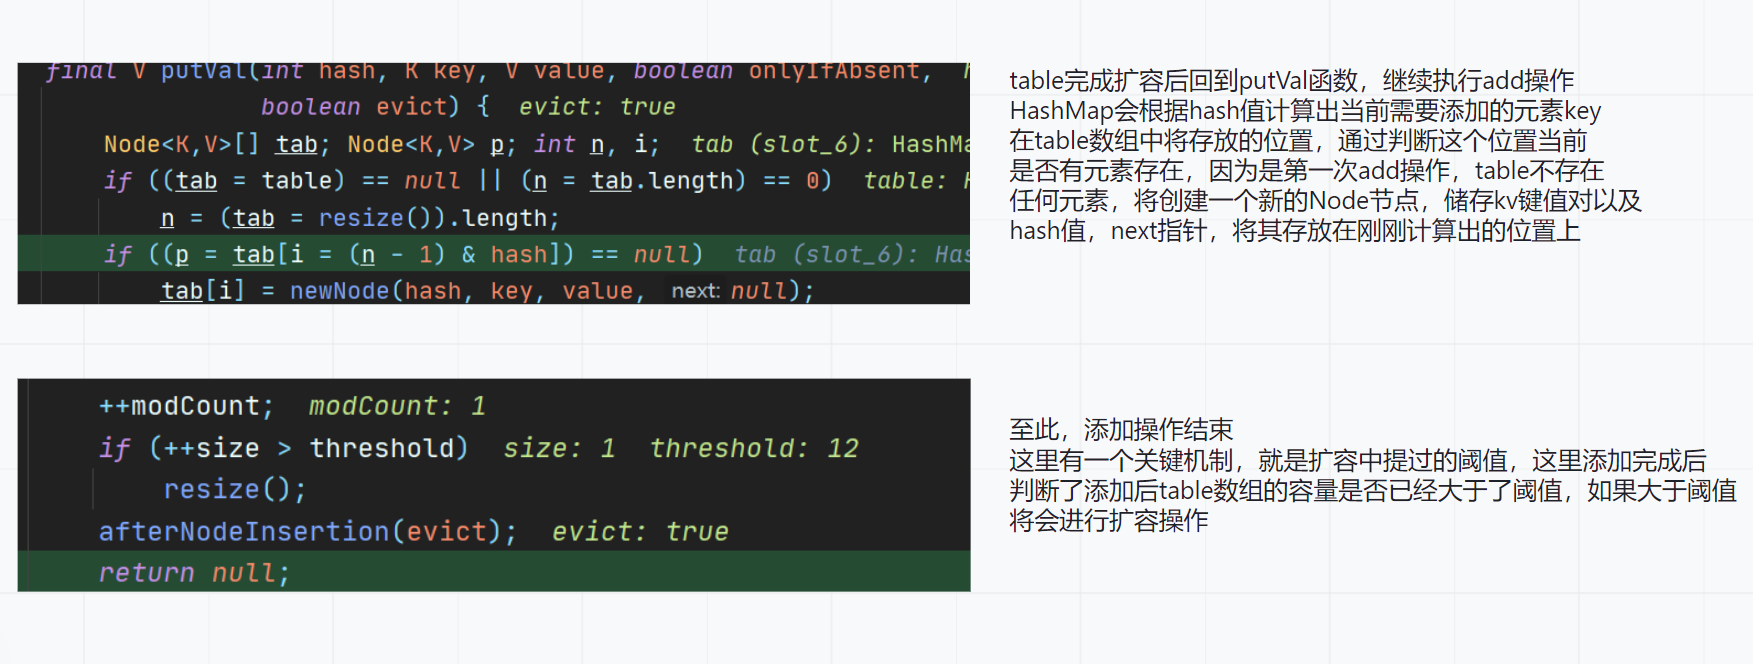 final V putVal(int hash, K key, V value, boolean onlyIfAbsent,
boolean evict) { evict: true
Node<K,V>[] tab; Node<K,V> p; int n, i; tab (slot_6): HashMa
if ((tab = table) == null || (n = tab.length) == 0) table: H
n = (tab = resize()).length;
if ((p = tab[i = (n - 1) & hash]) == null) tab (slot_6): Has
tab[i] = newNode(hash, key, value, next: null);
table完成扩容后回到putVal函数，继续执行add操作
HashMap会根据hash值计算出当前需要添加的元素key
在table数组中将存放的位置，通过判断这个位置当前
是否有元素存在，因为是第一次add操作，table不存在
任何元素，将创建一个新的Node节点，储存kv键值对以及
hash值，next指针，将其存放在刚刚计算出的位置上
++modCount; modCount: 1
if (++size > threshold) size: 1 threshold: 12
resize();
afterNodeInsertion(evict); evict: true
return null;
至此，添加操作结束
这里有一个关键机制，就是扩容中提过的阈值，这里添加完成后
判断了添加后table数组的容量是否已经大于了阈值，如果大于阈值
将会进行扩容操作